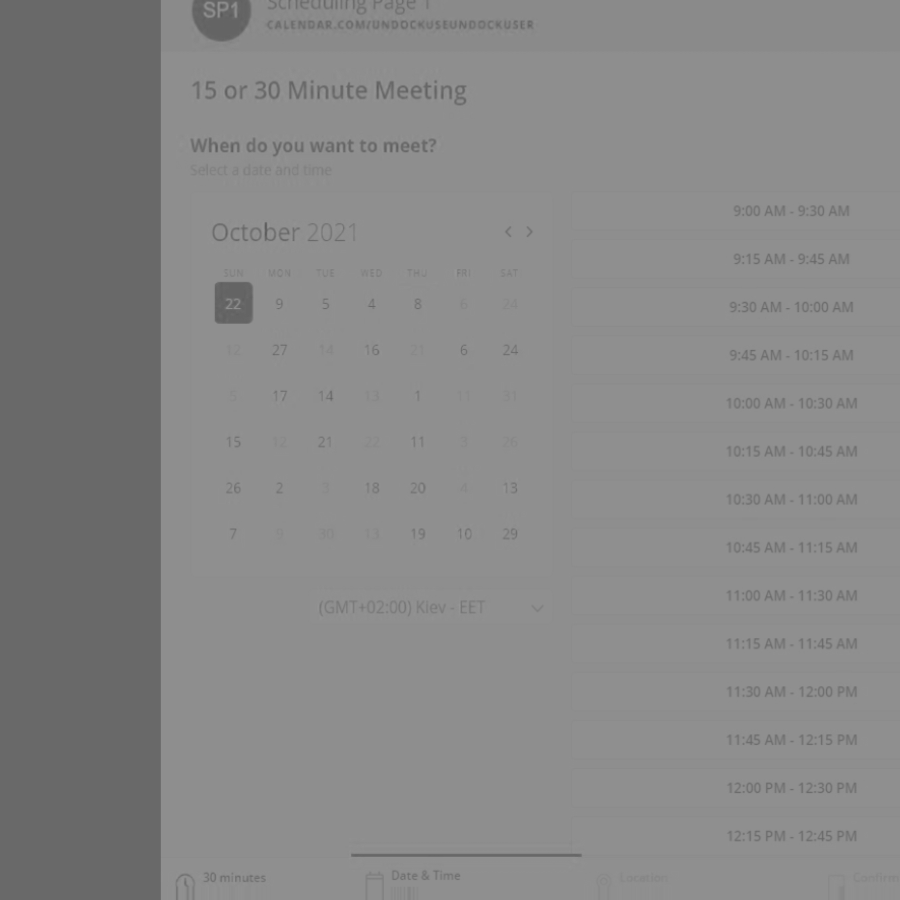 SP1
Scheduling Page 1
CALENDAR.COM/UNDOCKUSEUNDOCKUSER
15 or 30 Minute Meeting
When do you want to meet?
Select a date and time
October 2021
SUN MON TUE WED THU FRI SAT
22 9 5 4 8 6 24
12 27 14 16 21 6 24
5 17 14 13 1 11 31
15 12 21 22 11 26
26 2 3 18 20 4 13
7 30 13 19 10 29
(GMT+02:00) Kiev - EET
9:00 AM - 9:30 AM
9:15 AM - 9:45 AM
9:30 AM - 10:00 AM
9:45 AM - 10:15 AM
10:00 AM - 10:30 AM
10:15 AM - 10:45 AM
10:30 AM - 11:00 AM
10:45 AM - 11:15 AM
11:00 AM - 11:30 AM
11:15 AM - 11:45 AM
11:30 AM - 12:00 PM
11:45 AM - 12:15 PM
12:00 PM - 12:30 PM
12:15 PM - 12:45 PM
30 minutes
Date & Time
Location